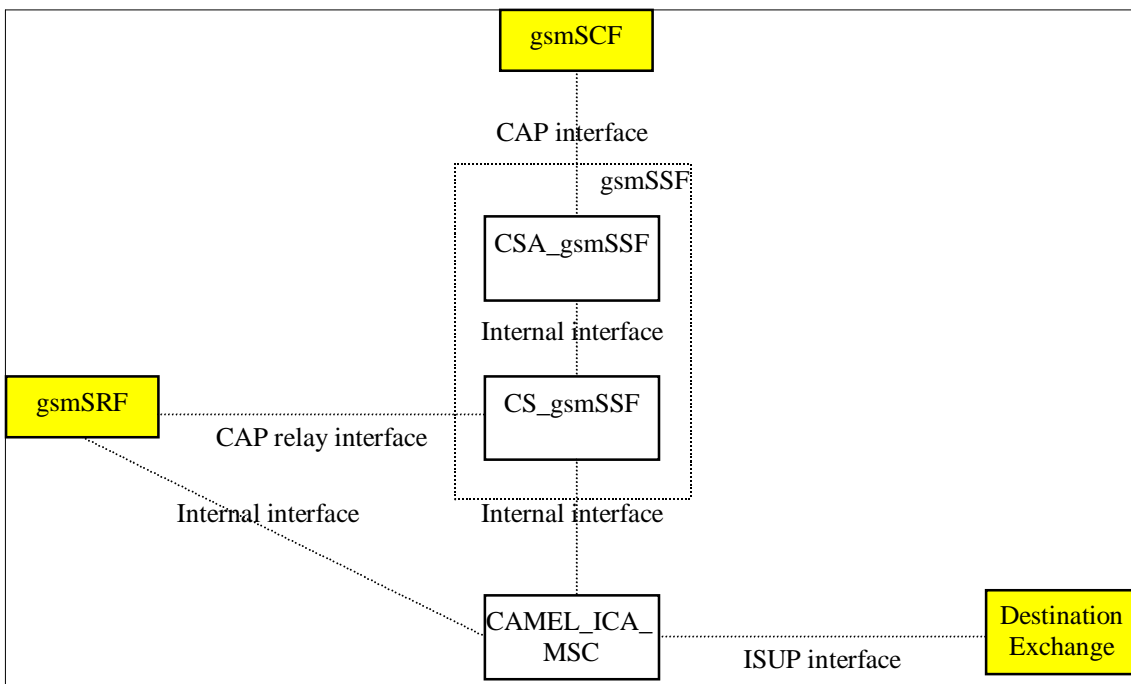 gsmSCF
CAP interface
gsmSSF
CSA_gsmSSF
Internal interface
gsmSRF
CS_gsmSSF
CAP relay interface
Internal interface
Internal interface
CAMEL_ICA_
MSC
Destination
Exchange
ISUP interface